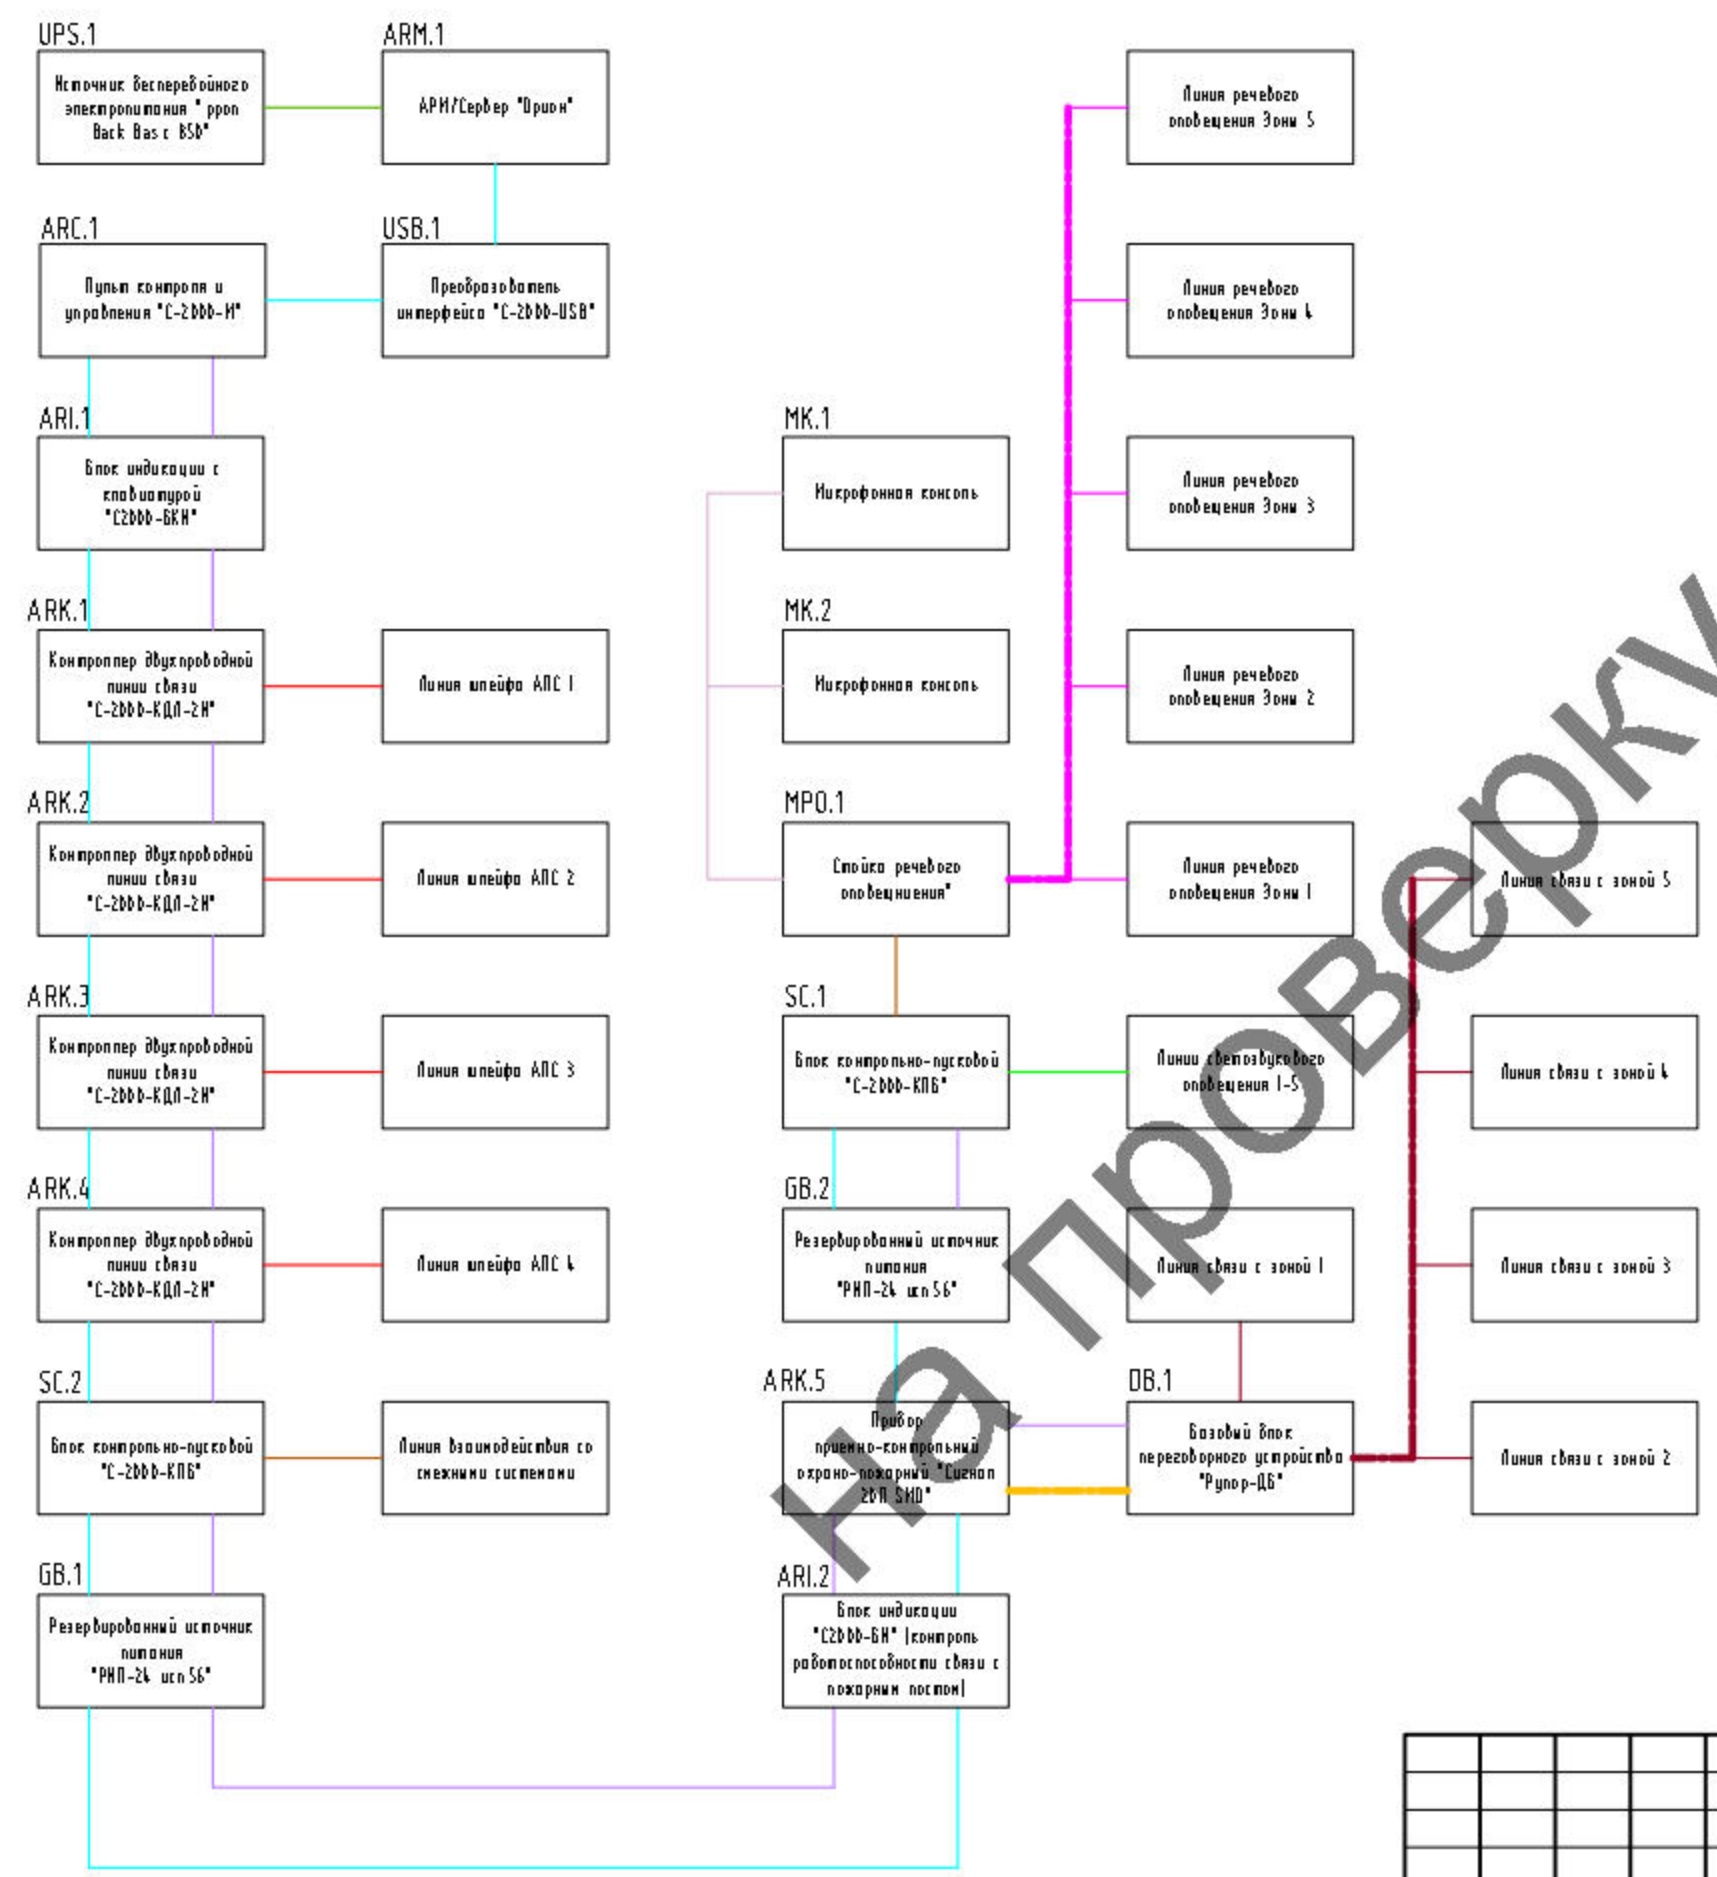 UPS.1
Источник бесперебойного
электропитания "ppon
Back Basic 850"
ARM.1
АРМ/Сервер "Орион"
ARC.1
Пульт контроля и
управления "С-2000-М"
USB.1
Преобразователь
интерфейса "С-2000-USB"
ARI.1
Блок индикации с
клавиатурой
"С2000-БКИ"
ARK.1
Контроллер двухпроводной
линии связи
"С-2000-КДЛ-2И"
Линия шлейфа АПС 1
ARK.2
Контроллер двухпроводной
линии связи
"С-2000-КДЛ-2И"
Линия шлейфа АПС 2
ARK.3
Контроллер двухпроводной
линии связи
"С-2000-КДЛ-2И"
Линия шлейфа АПС 3
ARK.4
Контроллер двухпроводной
линии связи
"С-2000-КДЛ-2И"
Линия шлейфа АПС 4
SC.2
Блок контрольно-пусковой
"С-2000-КПБ"
Линия взаимодействия со
смежными системами
GB.1
Резервированный источник
питания
"РИП-24 исп 56"
MK.1
Микрофонная консоль
MK.2
Микрофонная консоль
MPO.1
Стойка речевого
оповещниения"
SC.1
Блок контрольно-пусковой
"С-2000-КПБ"
GB.2
Резервированный источник
питания
"РИП-24 исп 56"
ARK.5
Прибор
приемно-контрольный
охрано-пожарный "Сигнал
20П SMD"
ARI.2
Блок индикации
"С2000-БИ" (контроль
работоспособности связи с
пожарным постом)
Линия речевого
оповещения Зоны 5
Линия речевого
оповещения Зоны 4
Линия речевого
оповещения Зоны 3
Линия речевого
оповещения Зоны 2
Линия речевого
оповещения Зоны 1
Линии светозвукового
оповещения 1-5
Линия связи с зоной 1
DB.1
Базовый блок
переговорного устройства
"Рупор-ДБ"
Линия связи с зоной 5
Линия связи с зоной 4
Линия связи с зоной 3
Линия связи с зоной 2
На проверку